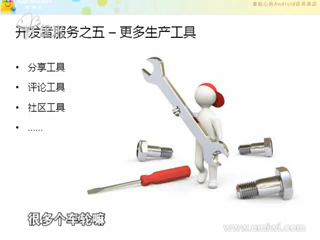 开发者服务之五 – 更多生产工具
• 分享工具
• 评论工具
• 社区工具
• ......
很多个车轮嘛
www.umiwi.com